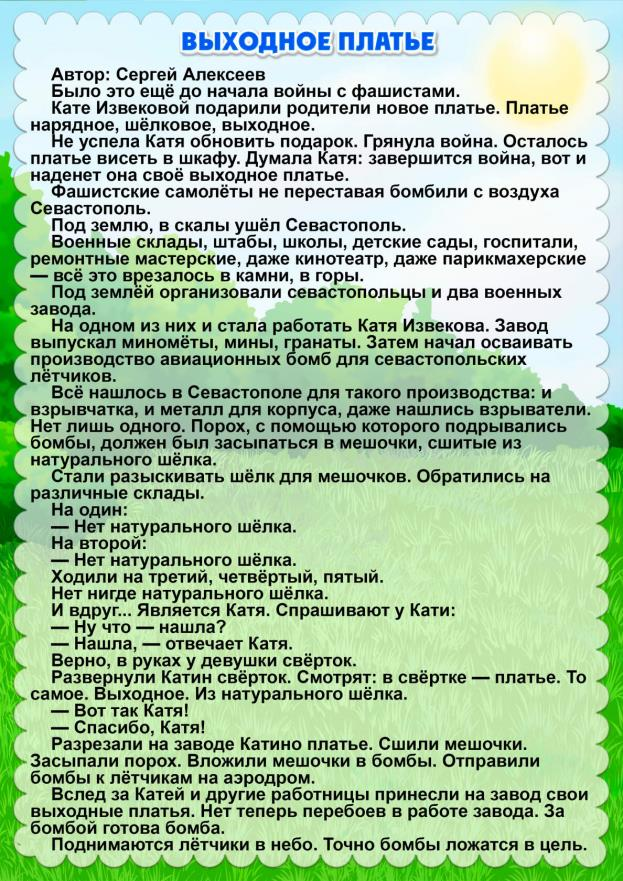 ВЫХОДНОЕ ПЛАТЬЕ
Автор: Сергей Алексеев
Было это ещё до начала войны с фашистами.
Кате Извековой подарили родители новое платье. Платье
нарядное, шёлковое, выходное.
Не успела Катя обновить подарок. Грянула война. Осталось
платье висеть в шкафу. Думала Катя: завершится война, вот и
наденет она своё выходное платье.
Фашистские самолёты не переставая бомбили с воздуха
Севастополь.
Под землю, в скалы ушёл Севастополь.
Военные склады, штабы, школы, детские сады, госпитали,
ремонтные мастерские, даже кинотеатр, даже парикмахерские
— всё это врезалось в камни, в горы.
Под землёй организовали севастопольцы и два военных
завода.
На одном из них и стала работать Катя Извекова. Завод
выпускал миномёты, мины, гранаты. Затем начал осваивать
производство авиационных бомб для севастопольских
лётчиков.
Всё нашлось в Севастополе для такого производства: и
взрывчатка, и металл для корпуса, даже нашлись взрыватели.
Нет лишь одного. Порох, с помощью которого подрывались
бомбы, должен был засыпаться в мешочки, сшитые из
натурального шёлка.
Стали разыскивать шёлк для мешочков. Обратились на
различные склады.
На один:
— Нет натурального шёлка.
На второй:
— Нет натурального шёлка.
Ходили на третий, четвёртый, пятый.
Нет нигде натурального шёлка.
И вдруг... Является Катя. Спрашивают у Кати:
— Ну что — нашла?
— Нашла, — отвечает Катя.
Верно, в руках у девушки свёрток.
Развернули Катин свёрток. Смотрят: в свёртке — платье. То
самое. Выходное. Из натурального шёлка.
— Вот так Катя!
— Спасибо, Катя!
Разрезали на заводе Катино платье. Сшили мешочки.
Засыпали порох. Вложили мешочки в бомбы. Отправили
бомбы к лётчикам на аэродром.
Вслед за Катей и другие работницы принесли на завод свои
выходные платья. Нет теперь перебоев в работе завода. За
бомбой готова бомба.
Поднимаются лётчики в небо. Точно бомбы ложатся в цель.